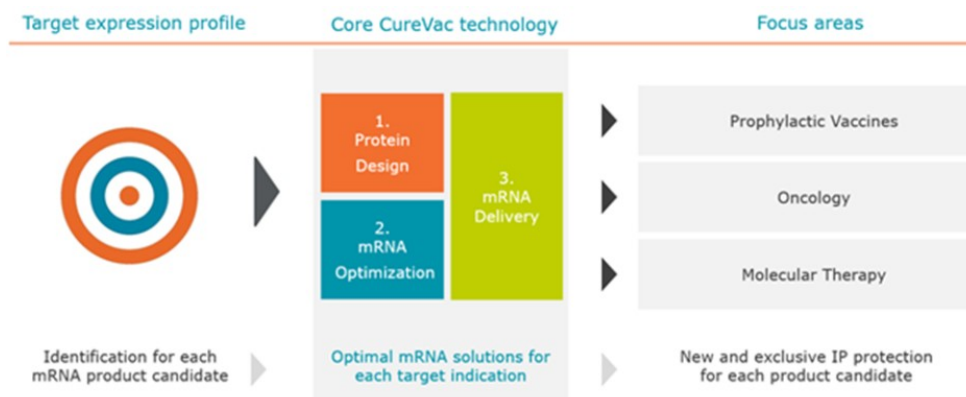 Target expression profile
Core CureVac technology
Focus areas
1.
Protein
Design
2.
mRNA
Optimization
3.
mRNA
Delivery
Prophylactic Vaccines
Oncology
Molecular Therapy
Identification for each
mRNA product candidate
Optimal mRNA solutions for
each target indication
New and exclusive IP protection
for each product candidate